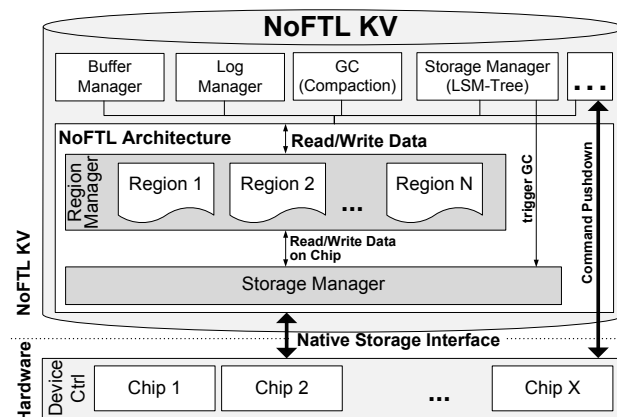 NoFTL KV
Buffer
Manager
Log
Manager
GC
(Compaction)
Storage Manager
(LSM-Tree)
...
NoFTL Architecture
Read/Write Data
Region
Manager
Region 1
Region 2
...
Region N
trigger GC
Command Pushdown
Read/Write Data
on Chip
Storage Manager
NoFTL KV
Native Storage Interface
Hardware
Device
Ctrl
Chip 1
Chip 2
...
Chip X